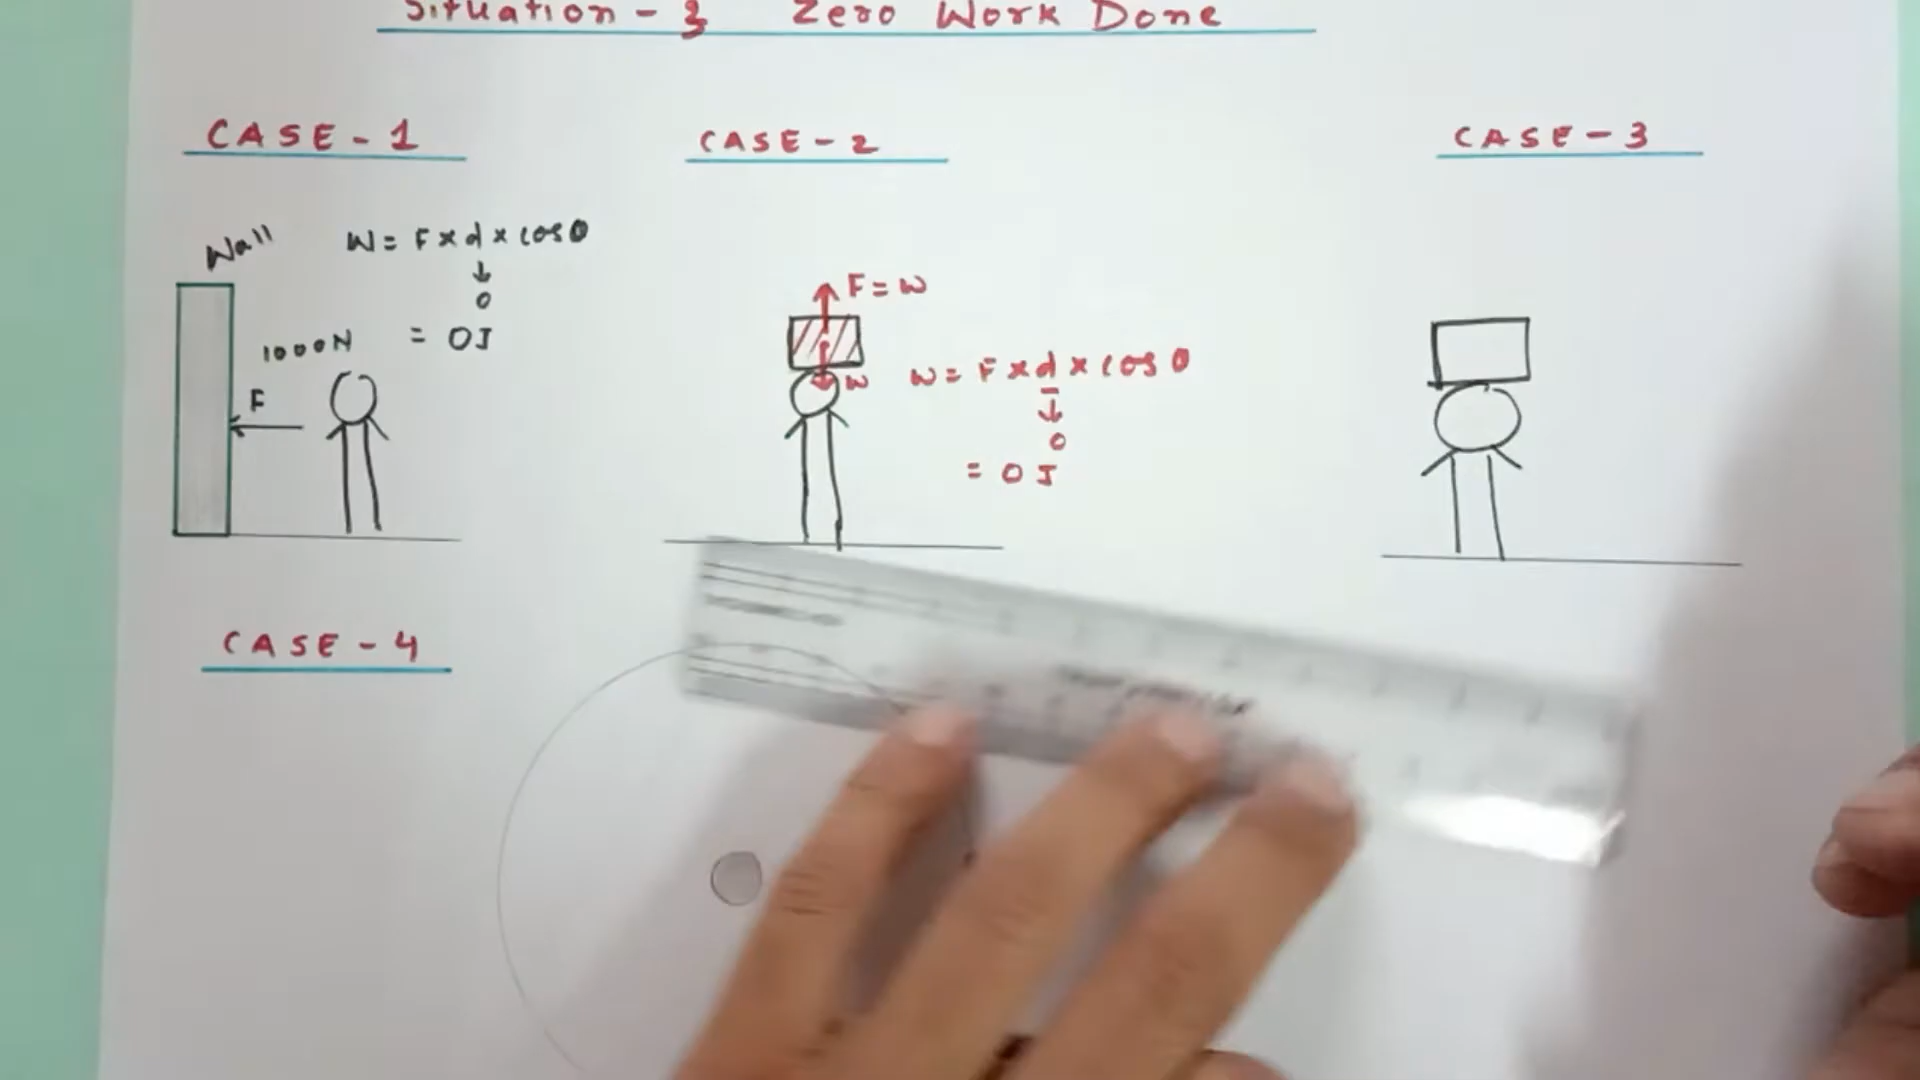 Situation - 3 Zero Work Done
CASE - 1
Wall
W = F × d × cos θ
↓
0
= 0J
1000N
F
CASE - 2
F = W
W
W = F × d × cos θ
↓
0
= 0 J
CASE - 3
CASE - 4